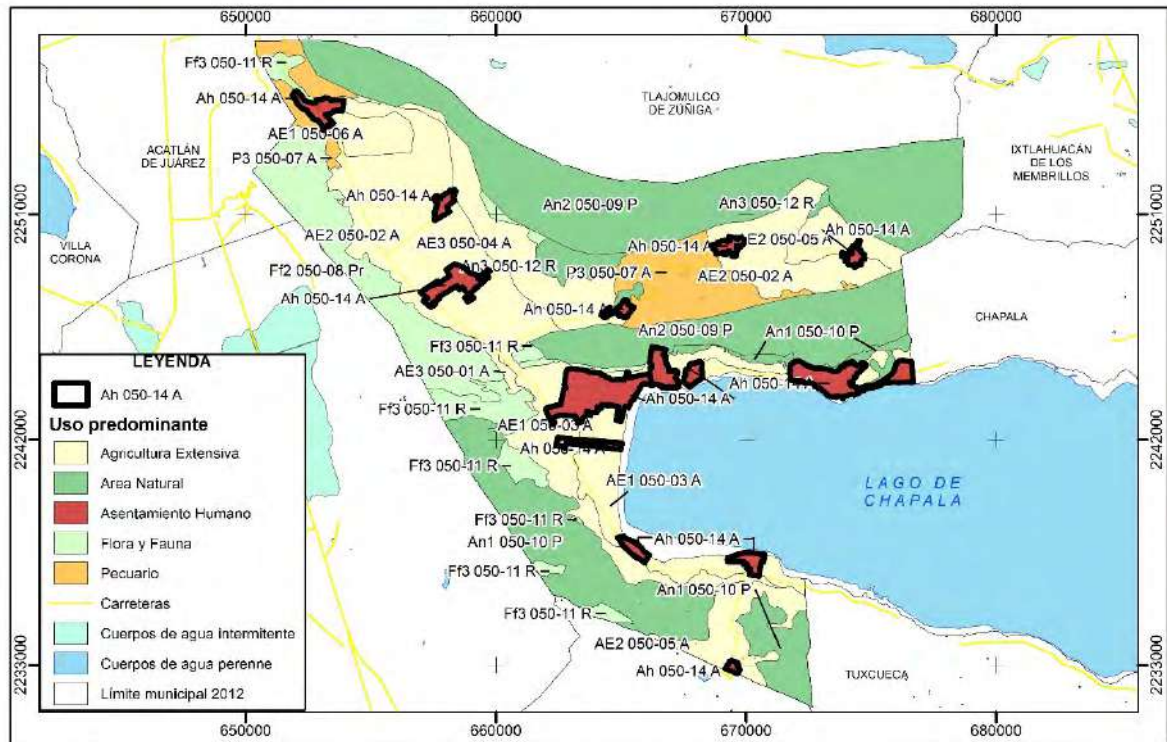 650000
660000
670000
680000
Ff3 050-11 R
TLAJOMULCO
DE ZÚÑIGA
Ah 050-14 A
AE1 050-06 A
ACATLÁN
DE JUÁREZ
IXTLAHUACÁN
DE LOS
MEMBRILLOS
P3 050-07 A
Ah 050-14 A
An2 050-09 P
An3 050-12 R
2251000
2251000
Ah 050-14 A
AE2 050-02 A
AE3 050-04 A
Ah 050-14 A
AE2 050-05 A
VILLA
CORONA
An3 050-12 R
Ff2 050-08 Pr
P3 050-07 A
AE2 050-02 A
Ah 050-14 A
Ah 050-14 A
CHAPALA
An2 050-09 P
An1 050-10 P
Ff3 050-11 R
AE3 050-01 A
Ah 050-14 A
Ah 050-14 A
Ff3 050-11 R
AE1 050-03 A
2242000
2242000
Ah 050-14 A
Ff3 050-11 R
AE1 050-03 A
LAGO DE
CHAPALA
Ff3 050-11 R
An1 050-10 P
Ah 050-14 A
Ff3 050-11 R
An1 050-10 P
Ff3 050-11 R
AE2 050-05 A
Ah 050-14 A
TUXCUECA
2233000
2233000
LEYENDA
Ah 050-14 A
Uso predominante
Agricultura Extensiva
Area Natural
Asentamiento Humano
Flora y Fauna
Pecuario
Carreteras
Cuerpos de agua intermitente
Cuerpos de agua perenne
Límite municipal 2012
650000
660000
670000
680000